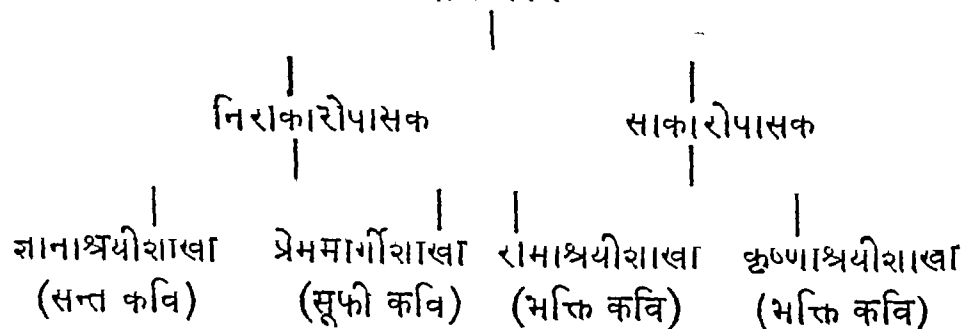 निराकारोपासक साकारोपासक
ज्ञानाश्रयीशाखा प्रेममार्गीशाखा रामाश्रयीशाखा कृष्णाश्रयीशाखा
(सन्त कवि) (सूफी कवि) (भक्ति कवि) (भक्ति कवि)